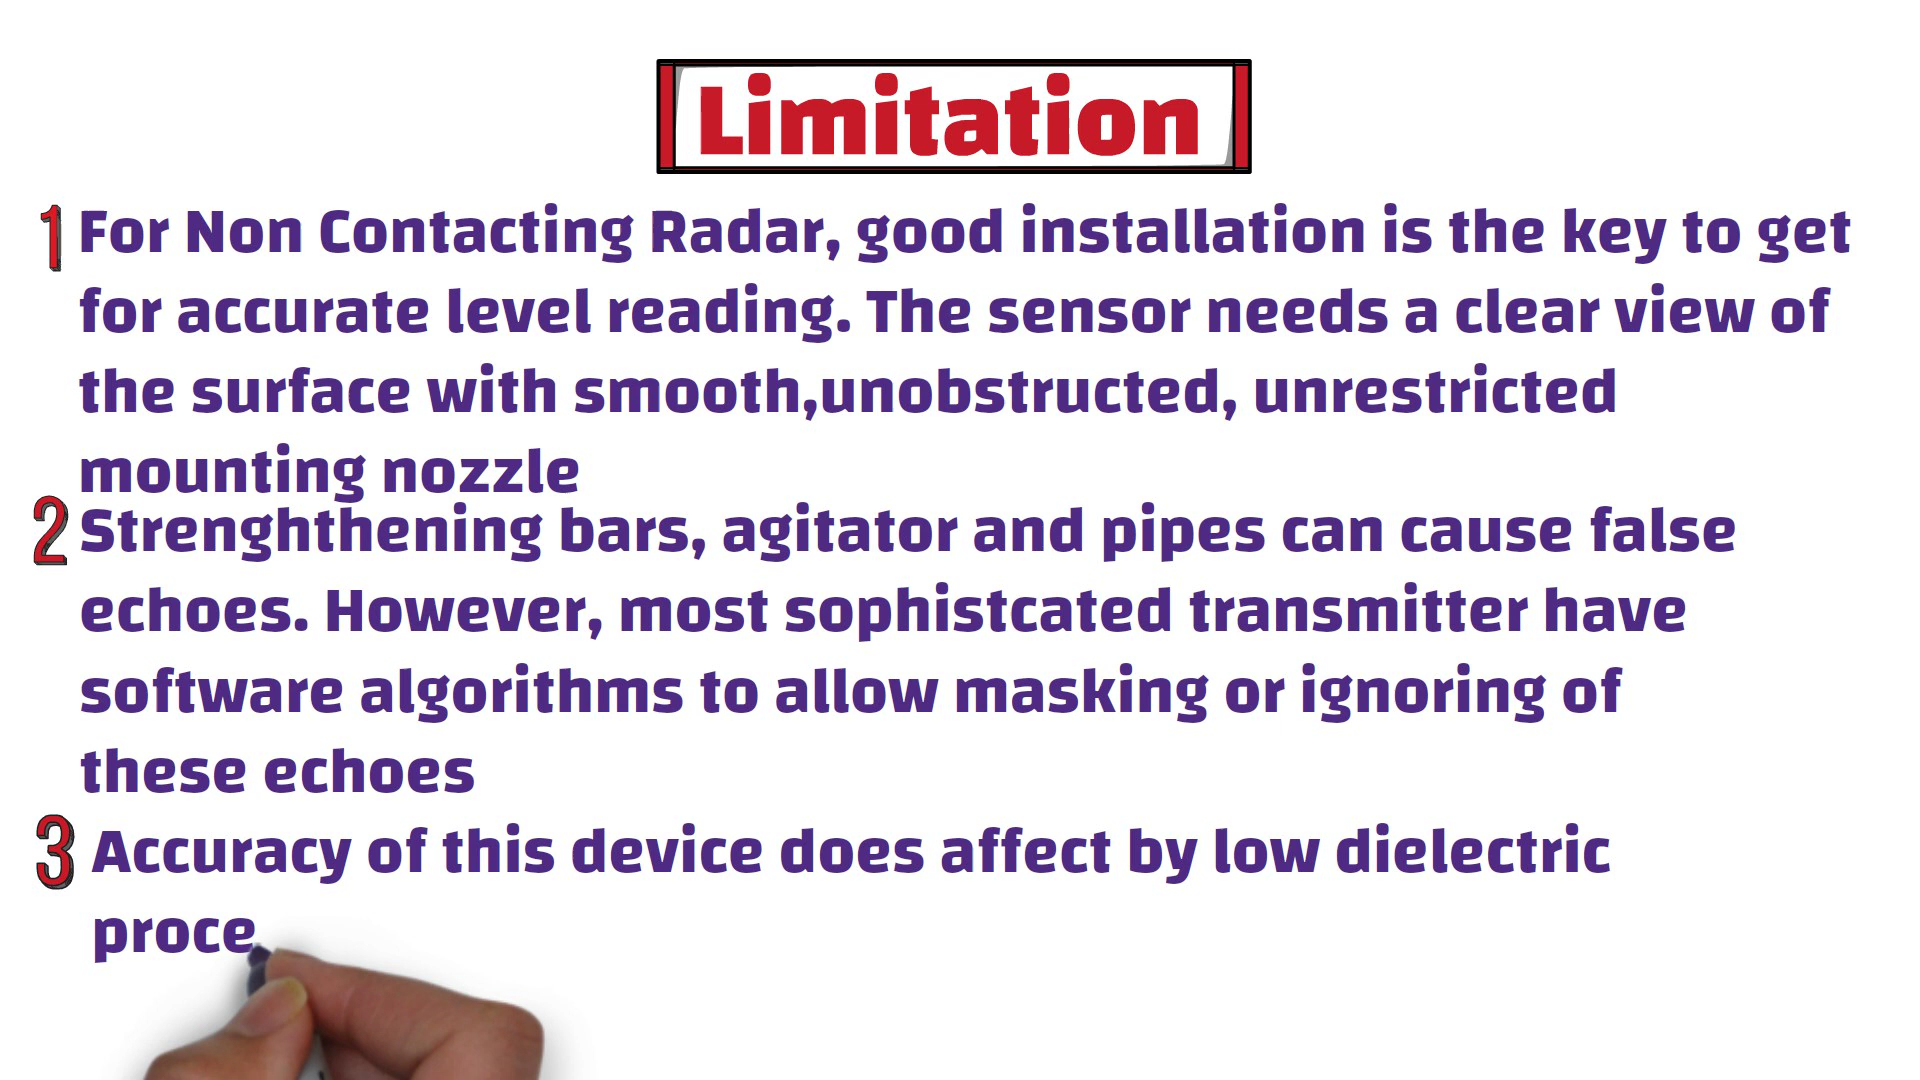 Limitation
1 For Non Contacting Radar, good installation is the key to get
for accurate level reading. The sensor needs a clear view of
the surface with smooth,unobstructed, unrestricted
mounting nozzle
2 Strenghthening bars, agitator and pipes can cause false
echoes. However, most sophistcated transmitter have
software algorithms to allow masking or ignoring of
these echoes
3 Accuracy of this device does affect by low dielectric
proce